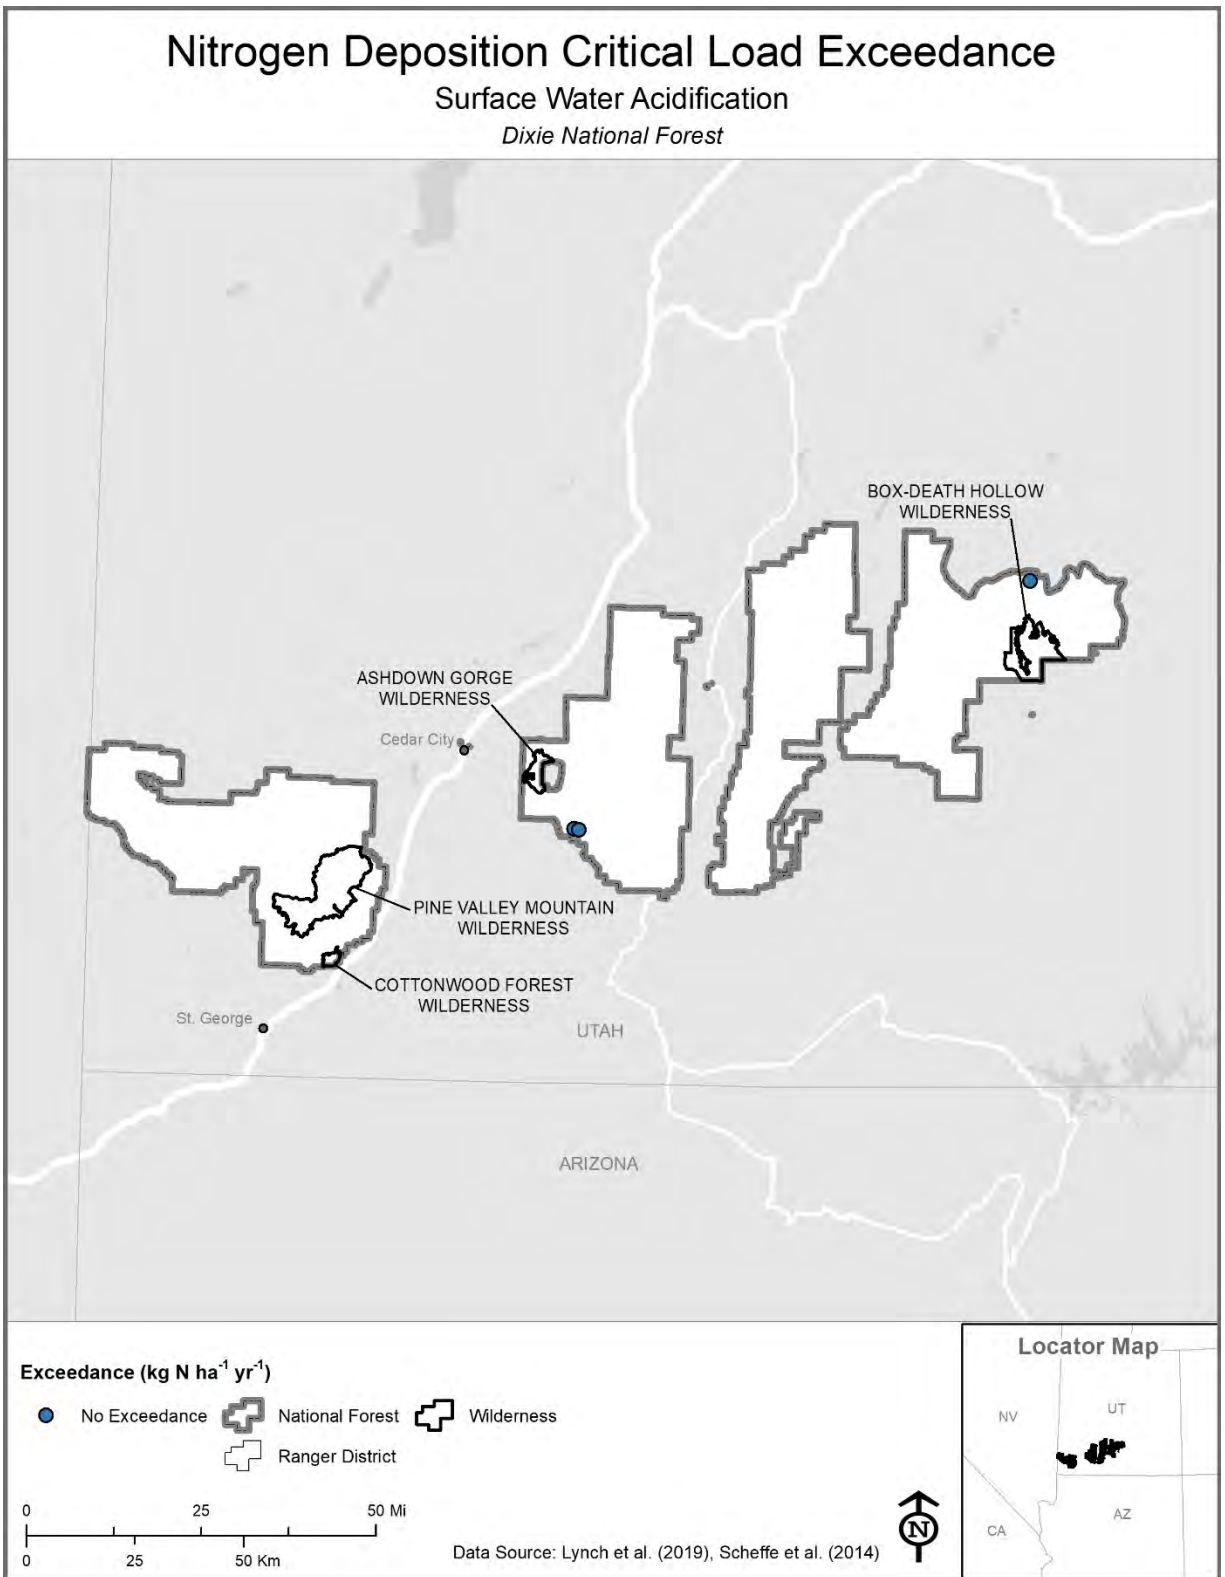 Nitrogen Deposition Critical Load Exceedance
Surface Water Acidification
Dixie National Forest
BOX-DEATH HOLLOW
WILDERNESS
ASHDOWN GORGE
WILDERNESS
Cedar City
PINE VALLEY MOUNTAIN
WILDERNESS
COTTONWOOD FOREST
WILDERNESS
St. George
UTAH
ARIZONA
Exceedance (kg N ha⁻¹ yr⁻¹)
No Exceedance
National Forest
Wilderness
Ranger District
0 25 50 Mi
0 25 50 Km
Data Source: Lynch et al. (2019), Scheffe et al. (2014)
N
Locator Map
NV
UT
CA
AZ